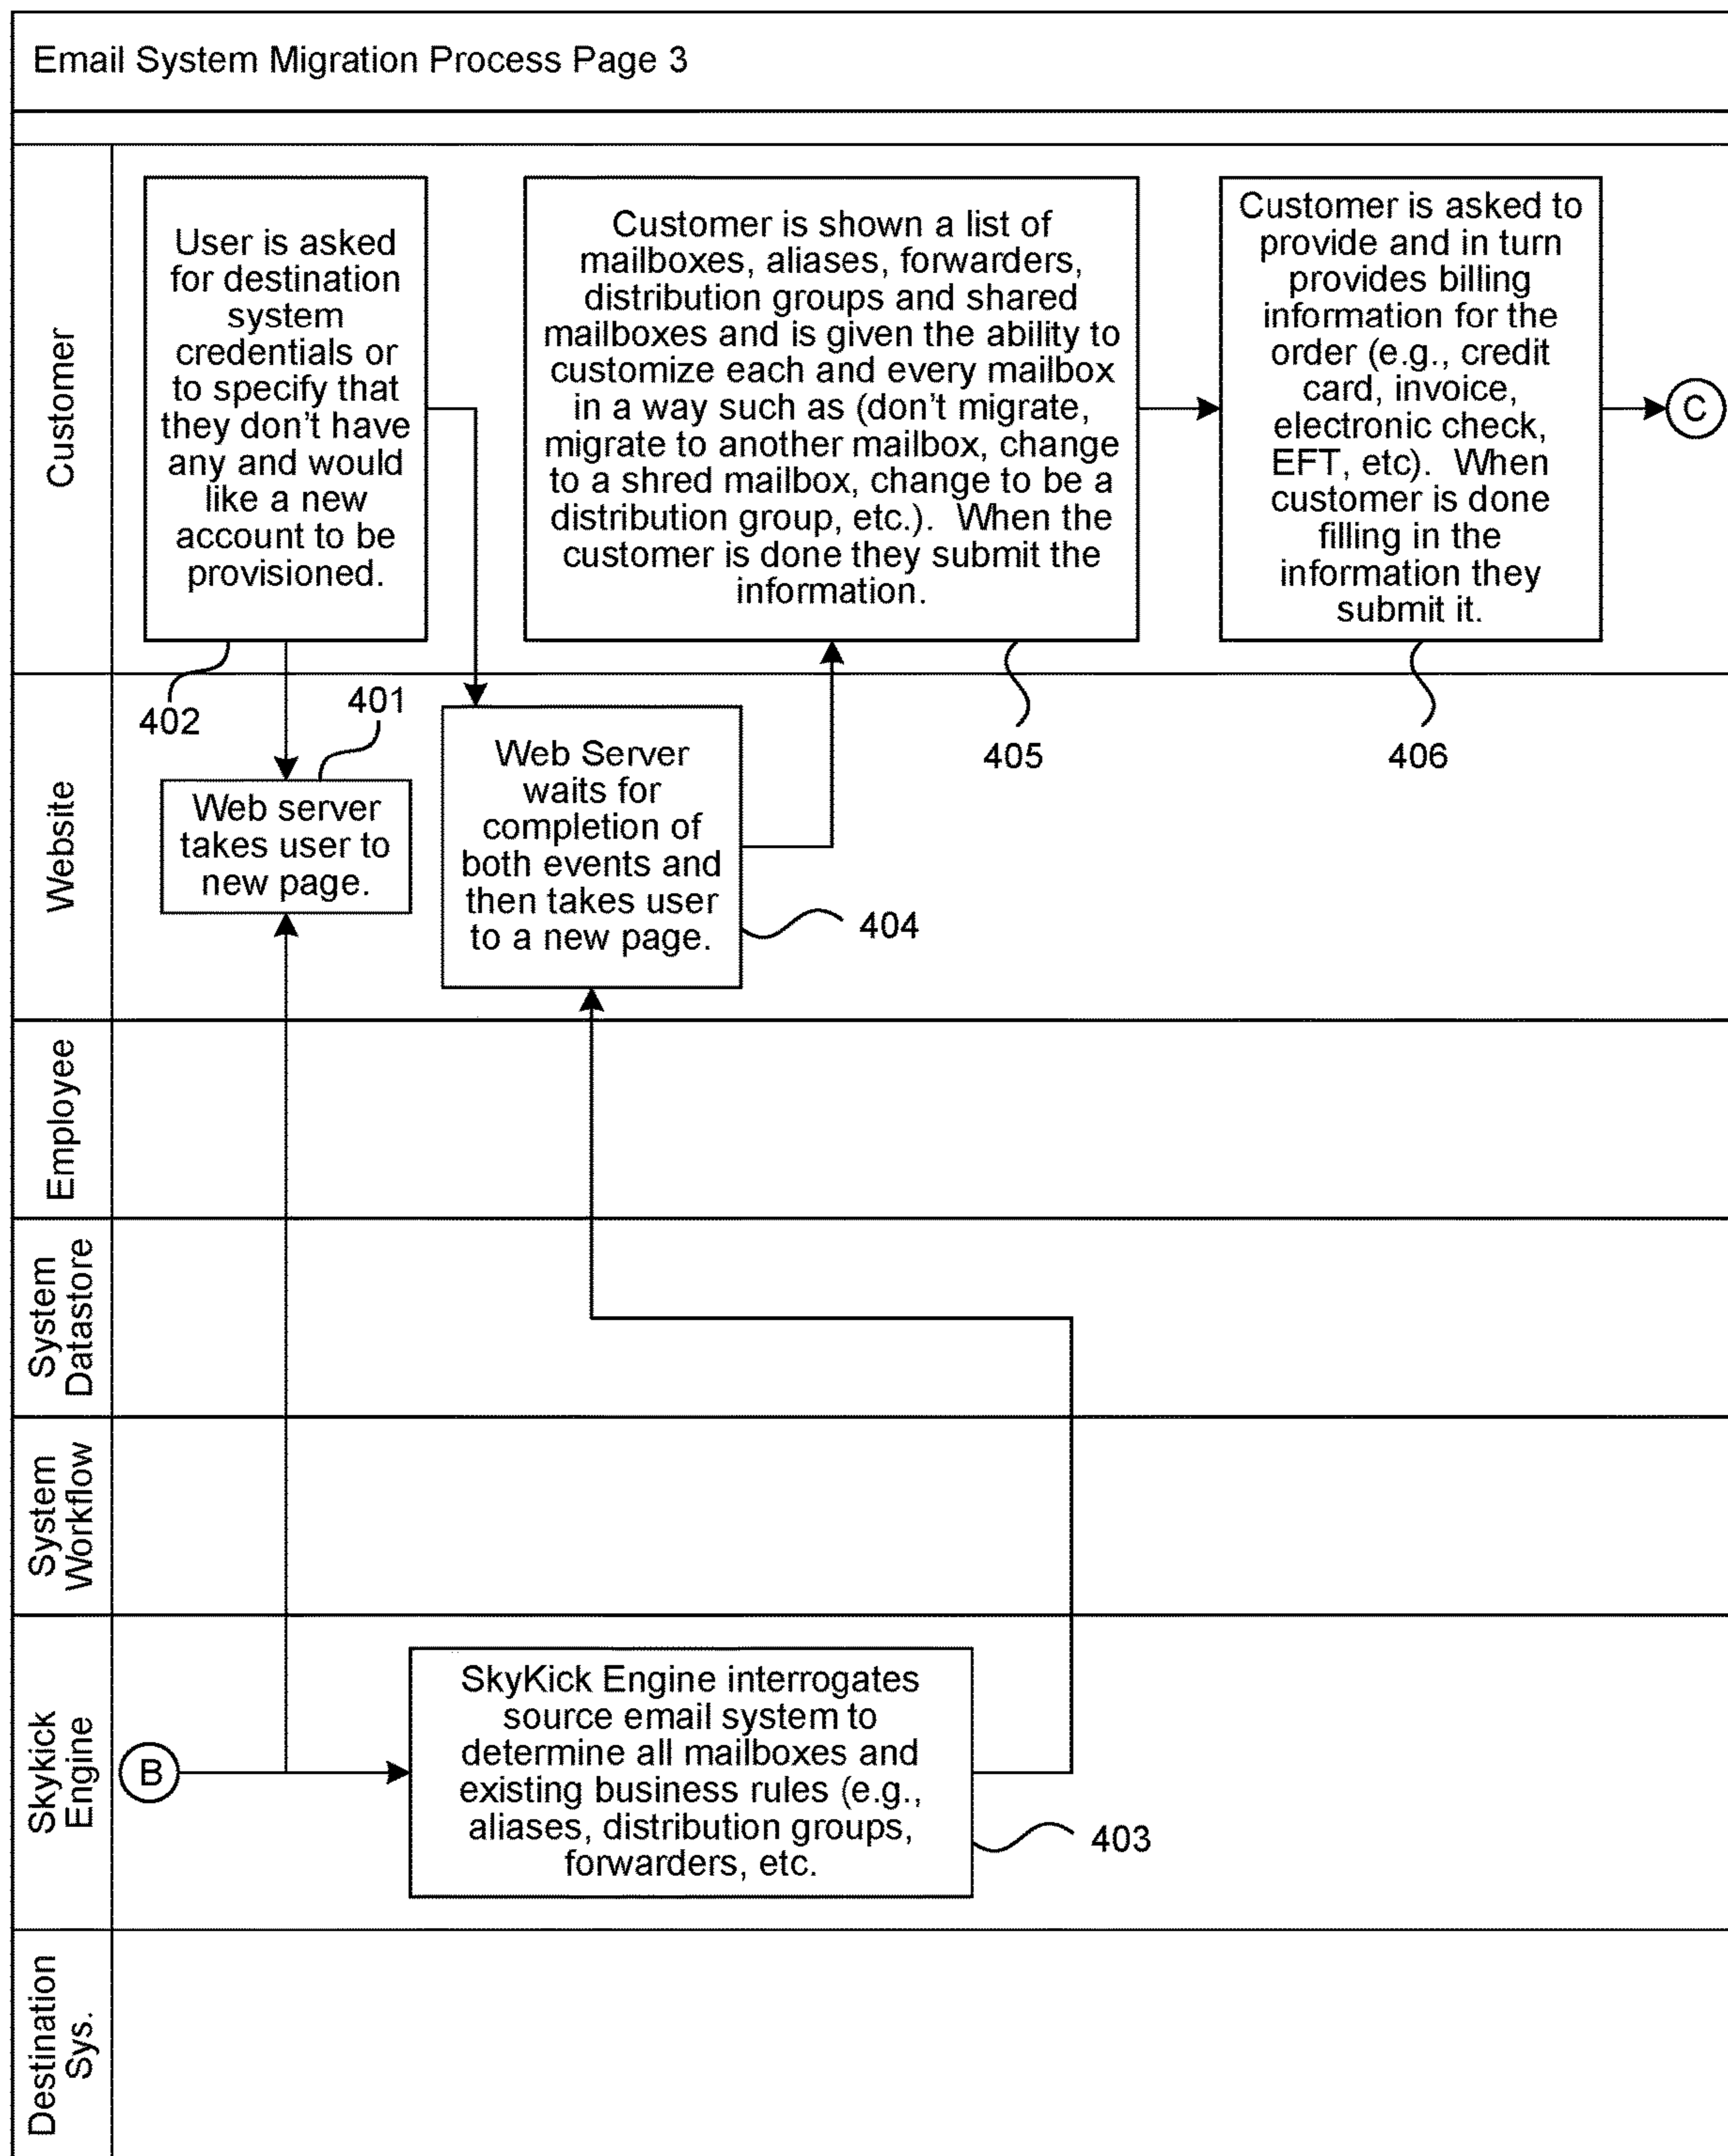 Email System Migration Process Page 3
Customer
User is asked
for destination
system
credentials or
to specify that
they don't have
any and would
like a new
account to be
provisioned.
402
Customer is shown a list of
mailboxes, aliases, forwarders,
distribution groups and shared
mailboxes and is given the ability to
customize each and every mailbox
in a way such as (don't migrate,
migrate to another mailbox, change
to a shred mailbox, change to be a
distribution group, etc.).  When the
customer is done they submit the
information.
405
Customer is asked to
provide and in turn
provides billing
information for the
order (e.g., credit
card, invoice,
electronic check,
EFT, etc).  When
customer is done
filling in the
information they
submit it.
406
C
Website
401
Web server
takes user to
new page.
Web Server
waits for
completion of
both events and
then takes user
to a new page.
404
Employee
System
Datastore
System
Workflow
Skykick
Engine
B
SkyKick Engine interrogates
source email system to
determine all mailboxes and
existing business rules (e.g.,
aliases, distribution groups,
forwarders, etc.
403
Destination
Sys.